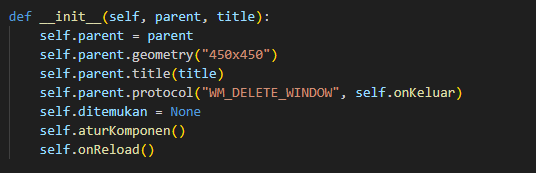 def __init__(self, parent, title):
    self.parent = parent
    self.parent.geometry("450x450")
    self.parent.title(title)
    self.parent.protocol("WM_DELETE_WINDOW", self.onKeluar)
    self.ditemukan = None
    self.aturKomponen()
    self.onReload()